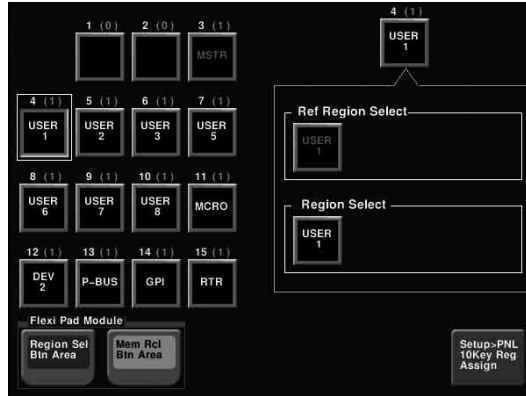 1 (0) 2 (0) 3 (1)
MSTR
4 (1) 5 (1) 6 (1) 7 (1)
USER 1
USER 2
USER 3
USER 5
8 (1) 9 (1) 10 (1) 11 (1)
USER 6
USER 7
USER 8
MCRO
12 (1) 13 (1) 14 (1) 15 (1)
DEV 2
P-BUS
GPI
RTR
Flexi Pad Module
Region Sel
Btn Area
Mem Rcl
Btn Area
4 (1)
USER
1
Ref Region Select
USER
1
Region Select
USER
1
Setup>PNL
10Key Reg
Assign